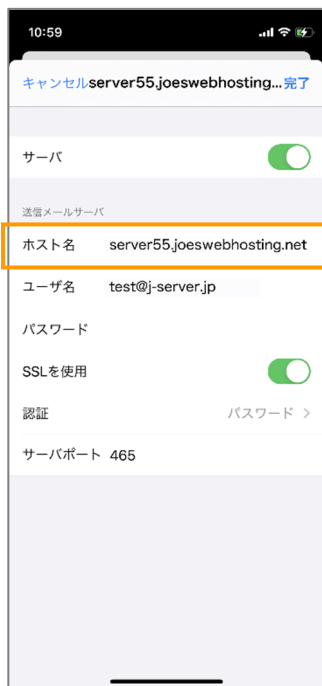 10:59
キャンセル server55.joeswebhosting... 完了
サーバ
送信メールサーバ
ホスト名 server55.joeswebhosting.net
ユーザ名 test@j-server.jp
パスワード
SSLを使用
認証 パスワード >
サーバポート 465